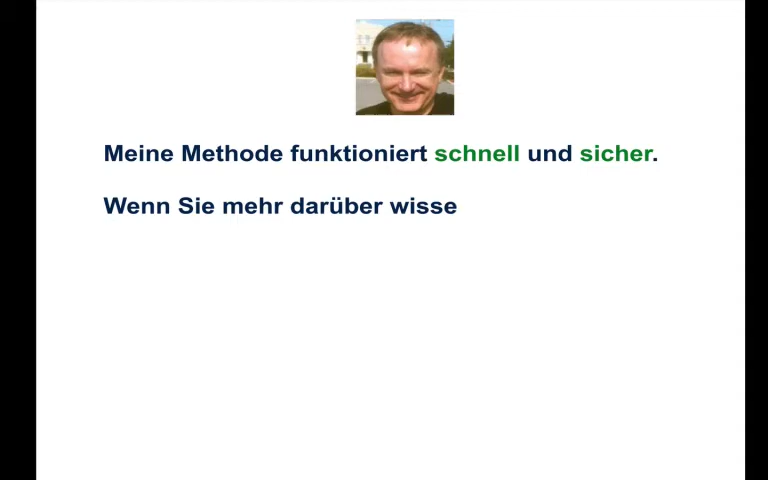 Meine Methode funktioniert schnell und sicher.
Wenn Sie mehr darüber wisse